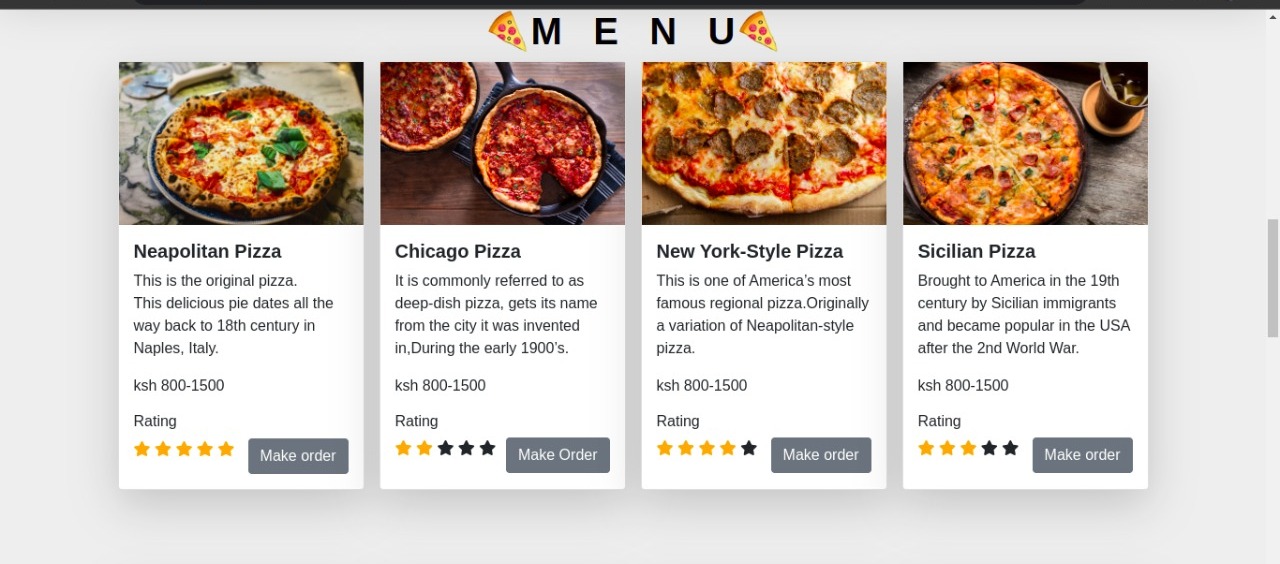 🍕M E N U🍕
Neapolitan Pizza
This is the original pizza.
This delicious pie dates all the
way back to 18th century in
Naples, Italy.
ksh 800-1500
Rating
Make order
Chicago Pizza
It is commonly referred to as
deep-dish pizza, gets its name
from the city it was invented
in,During the early 1900’s.
ksh 800-1500
Rating
Make Order
New York-Style Pizza
This is one of America’s most
famous regional pizza.Originally
a variation of Neapolitan-style
pizza.
ksh 800-1500
Rating
Make order
Sicilian Pizza
Brought to America in the 19th
century by Sicilian immigrants
and became popular in the USA
after the 2nd World War.
ksh 800-1500
Rating
Make order